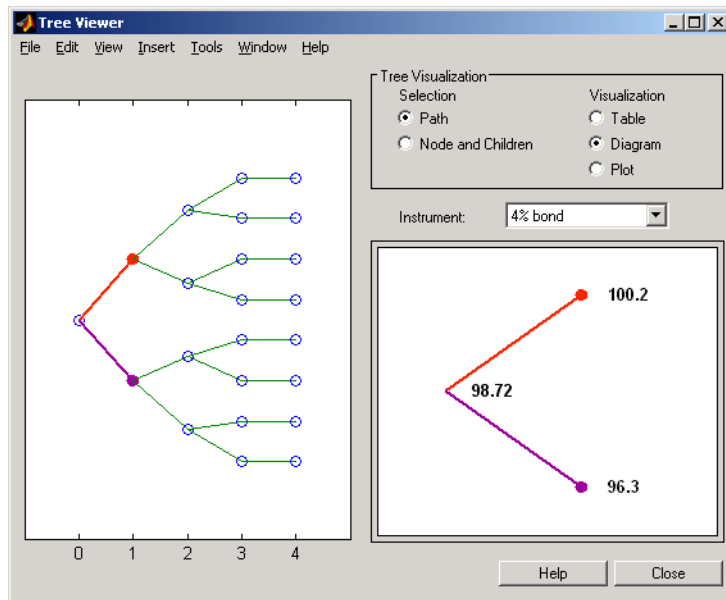 Tree Viewer
File Edit View Insert Tools Window Help
Tree Visualization
Selection
Path
Node and Children
Visualization
Table
Diagram
Plot
Instrument: 4% bond
100.2
98.72
96.3
0 1 2 3 4
Help Close